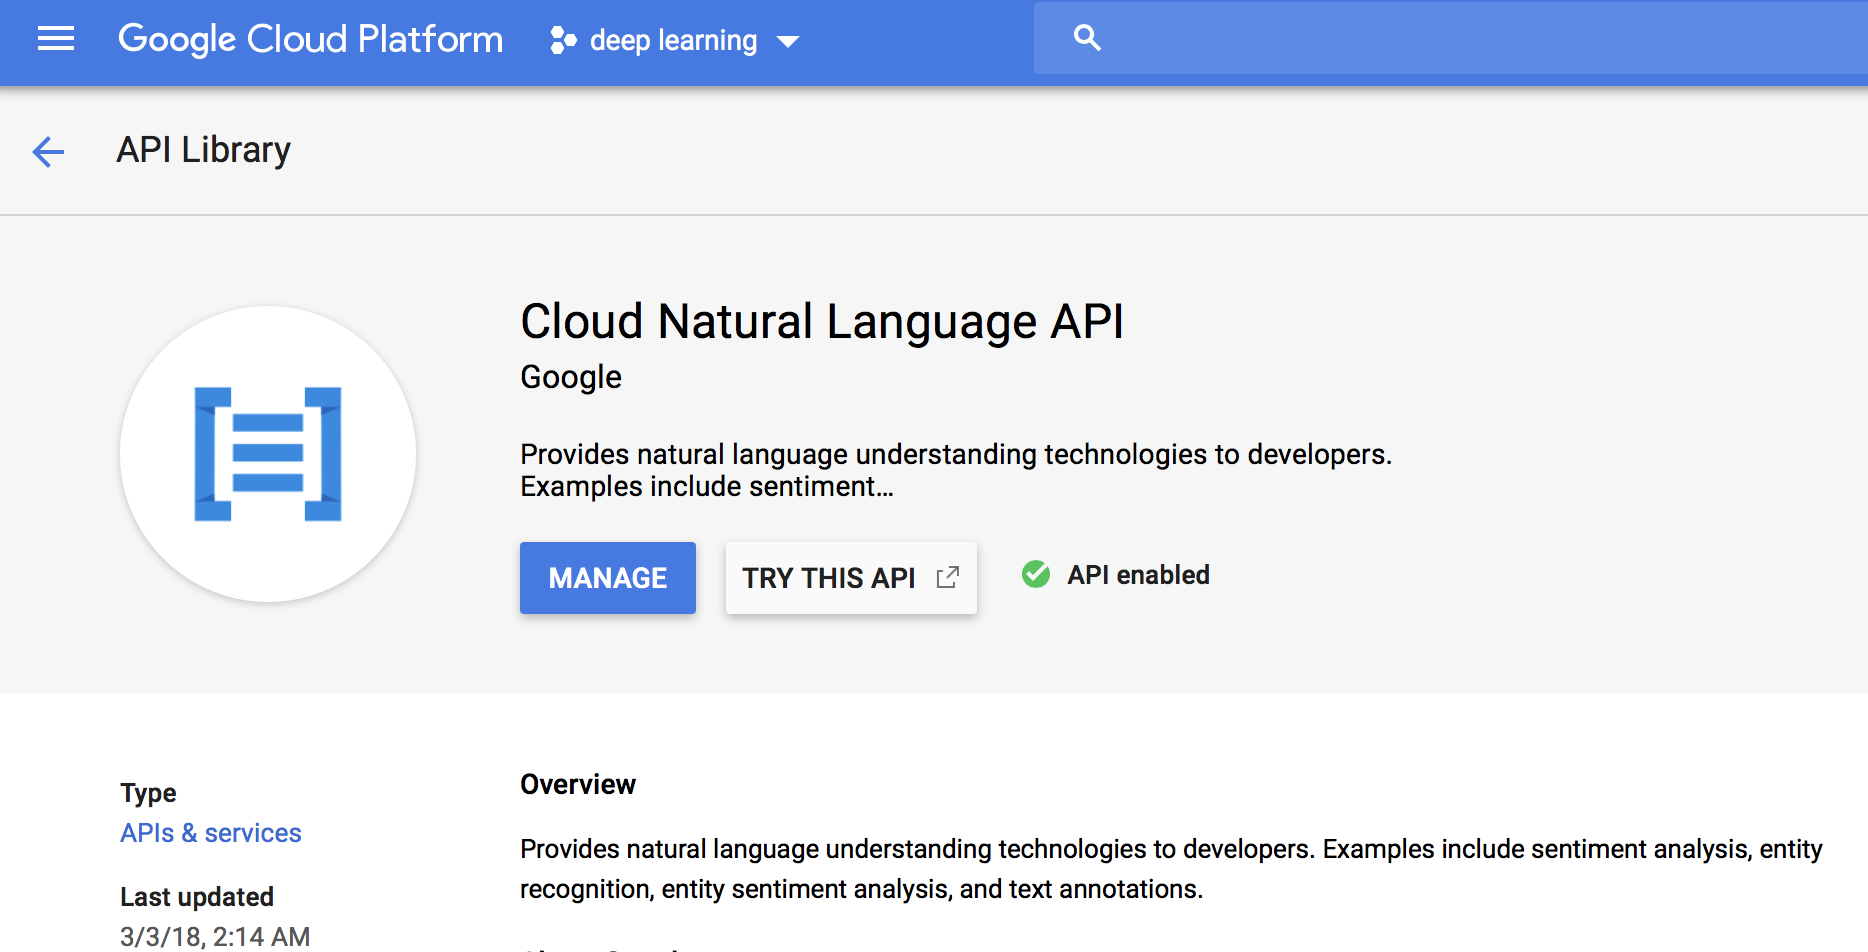 Google Cloud Platform
deep learning
API Library
Cloud Natural Language API
Google
Provides natural language understanding technologies to developers.
Examples include sentiment...
MANAGE
TRY THIS API
API enabled
Type
APIs & services
Last updated
3/3/18, 2:14 AM
Overview
Provides natural language understanding technologies to developers. Examples include sentiment analysis, entity
recognition, entity sentiment analysis, and text annotations.